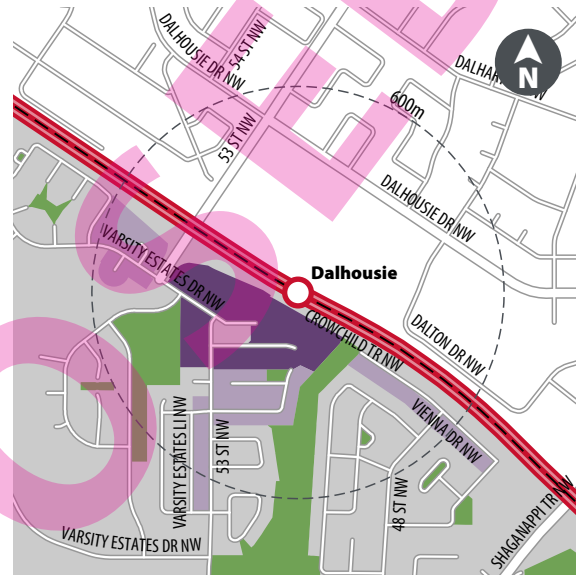 DALHOUSIE DR NW
54 ST NW
N
600m
53 ST NW
DALHOUSIE DR NW
VARSITY ESTATES DR NW
Dalhousie
CROWCHILD TR NW
DALTON DR NW
VARSITY ESTATES LI NW
53 ST NW
VIENNA DR NW
48 ST NW
SHAGANAPPI TR NW
VARSITY ESTATES DR NW